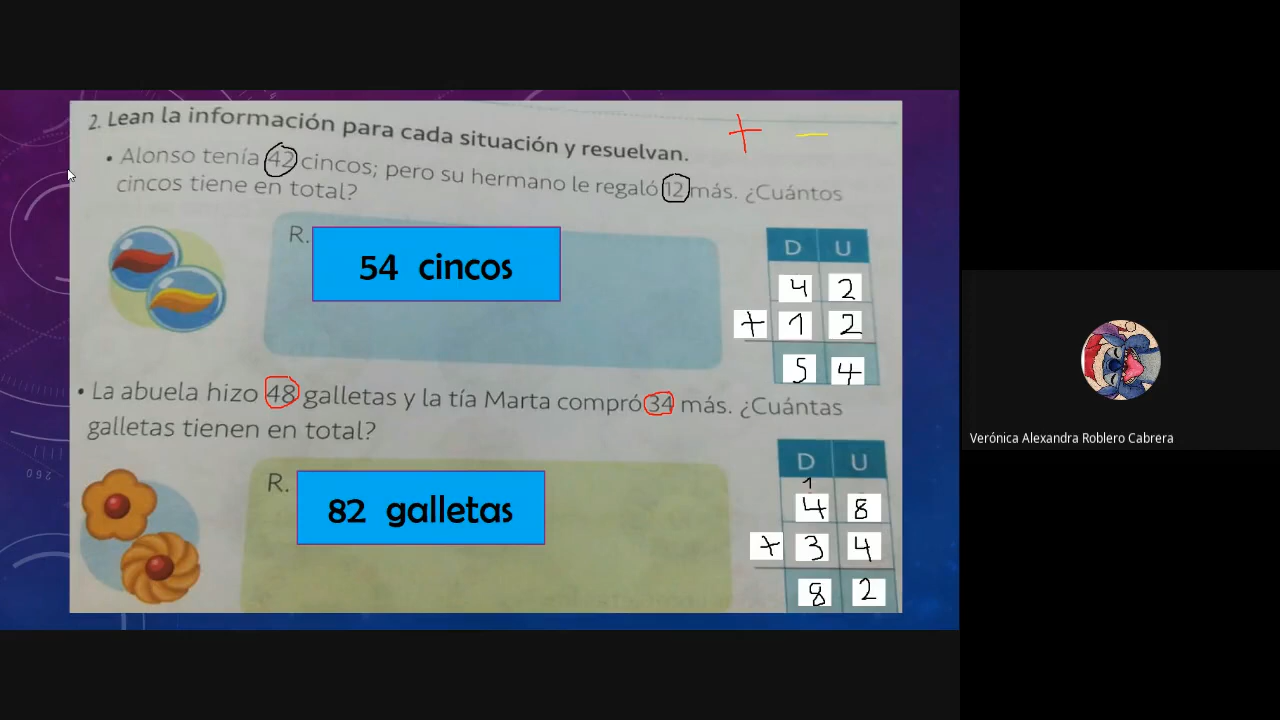 2. Lean la información para cada situación y resuelvan.
+ -
• Alonso tenía 42 cincos; pero su hermano le regaló 12 más. ¿Cuántos
cincos tiene en total?
R.
54 cincos
D U
4 2
+ 1 2
5 4
• La abuela hizo 48 galletas y la tía Marta compró 34 más. ¿Cuántas
galletas tienen en total?
R.
82 galletas
D U
1
4 8
+ 3 4
8 2
Verónica Alexandra Roblero Cabrera
260